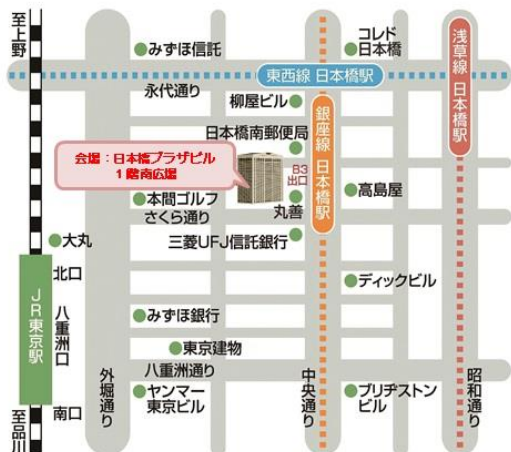 至上野
みずほ信託
コレド
日本橋
浅草線 日本橋駅
東西線 日本橋駅
永代通り
柳屋ビル
銀座線 日本橋駅
日本橋南郵便局
会場：日本橋プラザビル
１階南広場
B3
出口
高島屋
本間ゴルフ
さくら通り
丸善
大丸
三菱UFJ信託銀行
北口
ディックビル
JR東京駅
八重洲口
みずほ銀行
東京建物
八重洲通り
外堀通り
中央通り
昭和通り
ヤンマー
東京ビル
ブリヂストン
ビル
南口
至品川